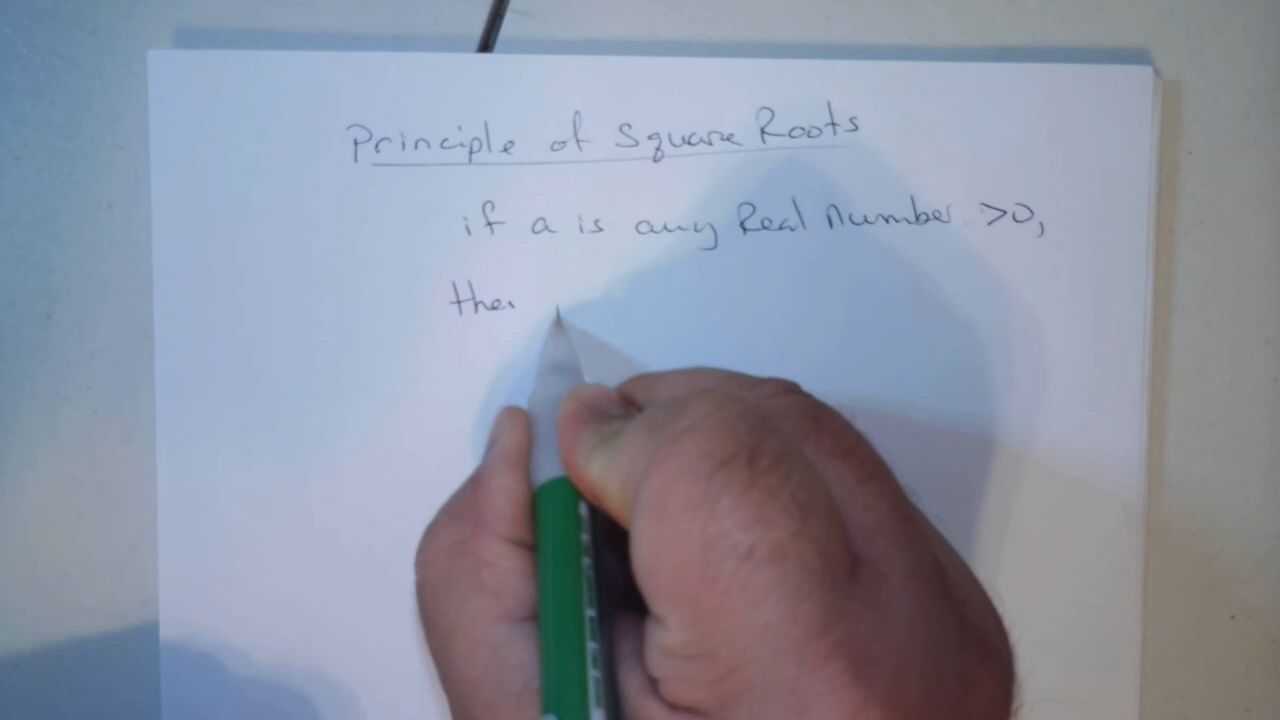 Principle of Square Roots
if a is any Real number >0,
the